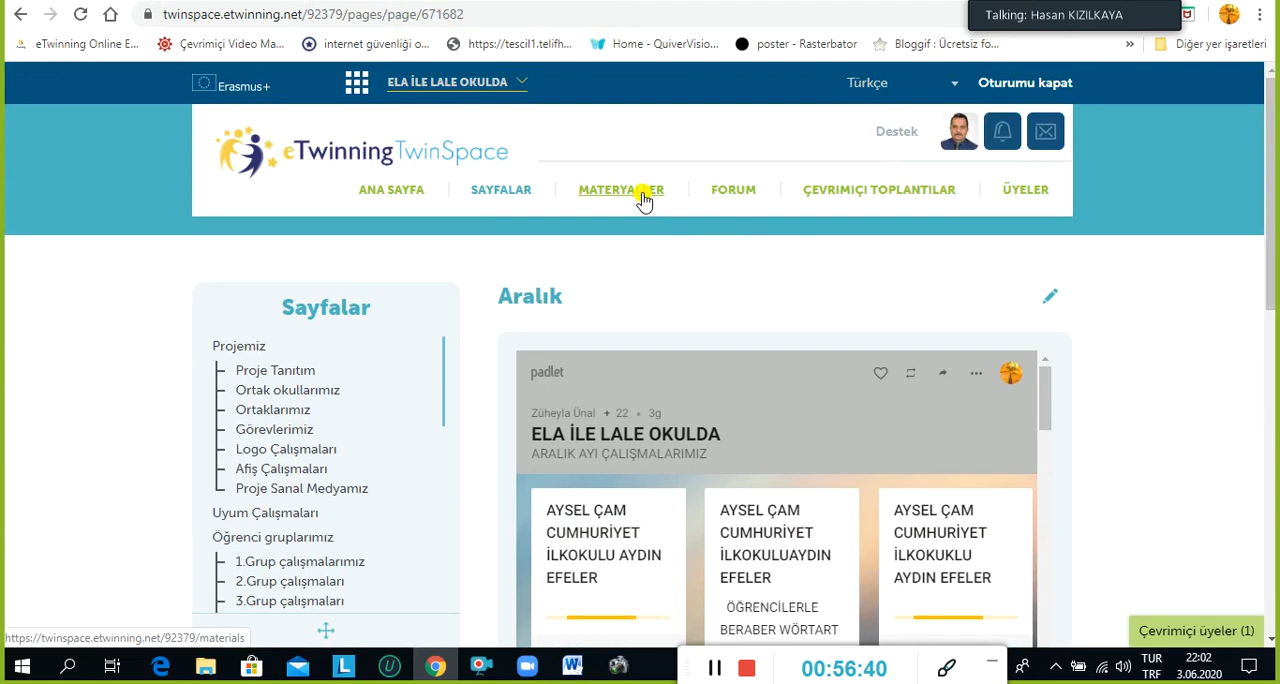 twinspace.etwinning.net/92379/pages/page/671682
Talking: Hasan KIZILKAYA
eTwinning Online E...
Çevrimiçi Video Ma...
internet güvenliği o...
https://tescil1.telifh...
Home - QuiverVisio...
poster - Rasterbator
Bloggif : Ücretsiz fo...
»
Diğer yer işaretleri
Erasmus+
ELA İLE LALE OKULDA
Türkçe
Oturumu kapat
eTwinning TwinSpace
Destek
ANA SAYFA
SAYFALAR
MATERYALLER
FORUM
ÇEVRIMIÇI TOPLANTILAR
ÜYELER
Sayfalar
Projemiz
Proje Tanıtım
Ortak okullarımız
Ortaklarımız
Görevlerimiz
Logo Çalışmaları
Afiş Çalışmaları
Proje Sanal Medyamız
Uyum Çalışmaları
Öğrenci gruplarımız
1.Grup çalışmalarımız
2.Grup çalışmaları
3.Grup çalışmaları
Aralık
padlet
Züheyla Ünal + 22 • 3g
ELA İLE LALE OKULDA
ARALIK AYI ÇALIŞMALARIMIZ
AYSEL ÇAM
CUMHURİYET
İLKOKULU AYDIN
EFELER
AYSEL ÇAM
CUMHURİYET
İLKOKULUAYDIN
EFELER
ÖĞRENCİLERLE
BERABER WÖRTART
AYSEL ÇAM
CUMHURİYET
İLKOKUKLU
AYDIN EFELER
https://twinspace.etwinning.net/92379/materials
Çevrimiçi üyeler (1)
00:56:40
TUR
TRF
22:02
3.06.2020